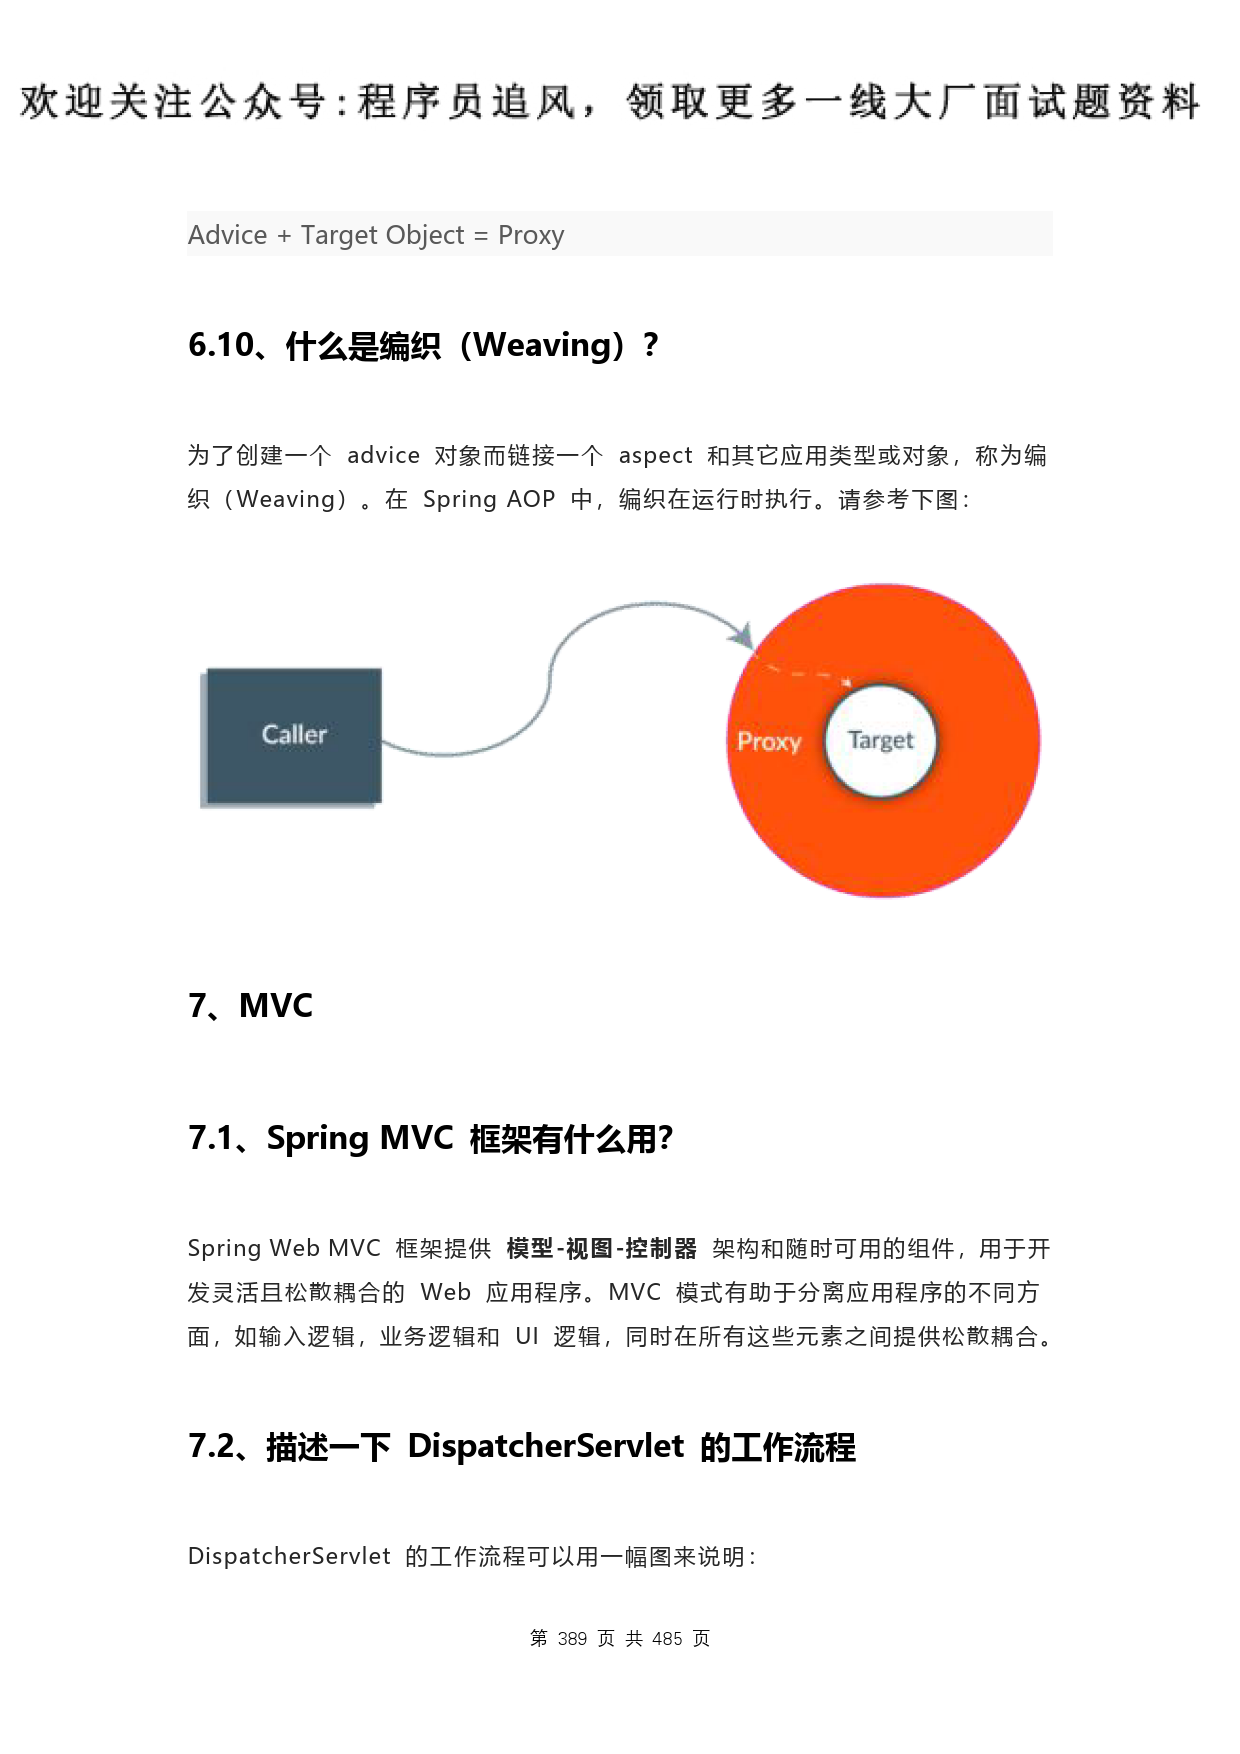 欢迎关注公众号:程序员追风，领取更多一线大厂面试题资料
Advice + Target Object = Proxy
6.10、什么是编织（Weaving）?
为了创建一个 advice 对象而链接一个 aspect 和其它应用类型或对象，称为编
织（Weaving）。在 Spring AOP 中，编织在运行时执行。请参考下图：
Caller
Proxy
Target
7、MVC
7.1、Spring MVC 框架有什么用?
Spring Web MVC 框架提供 模型-视图-控制器 架构和随时可用的组件，用于开
发灵活且松散耦合的 Web 应用程序。MVC 模式有助于分离应用程序的不同方
面，如输入逻辑，业务逻辑和 UI 逻辑，同时在所有这些元素之间提供松散耦合。
7.2、描述一下 DispatcherServlet 的工作流程
DispatcherServlet 的工作流程可以用一幅图来说明：
第 389 页 共 485 页